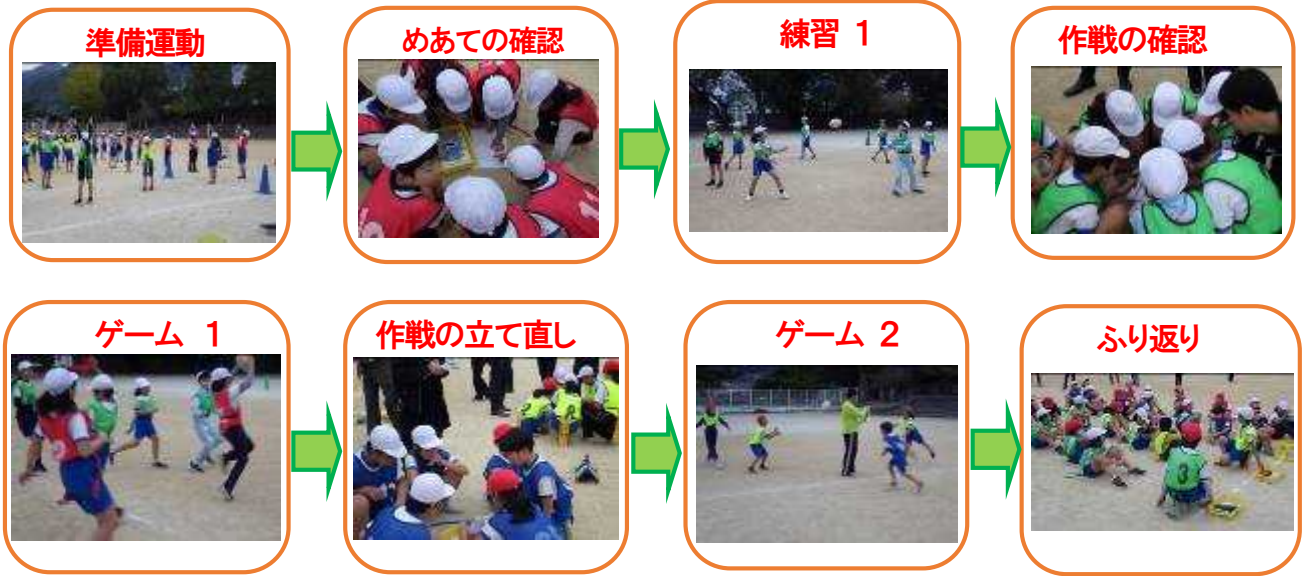 準備運動
めあての確認
練習 1
作戦の確認
ゲーム 1
作戦の立て直し
ゲーム 2
ふり返り
3